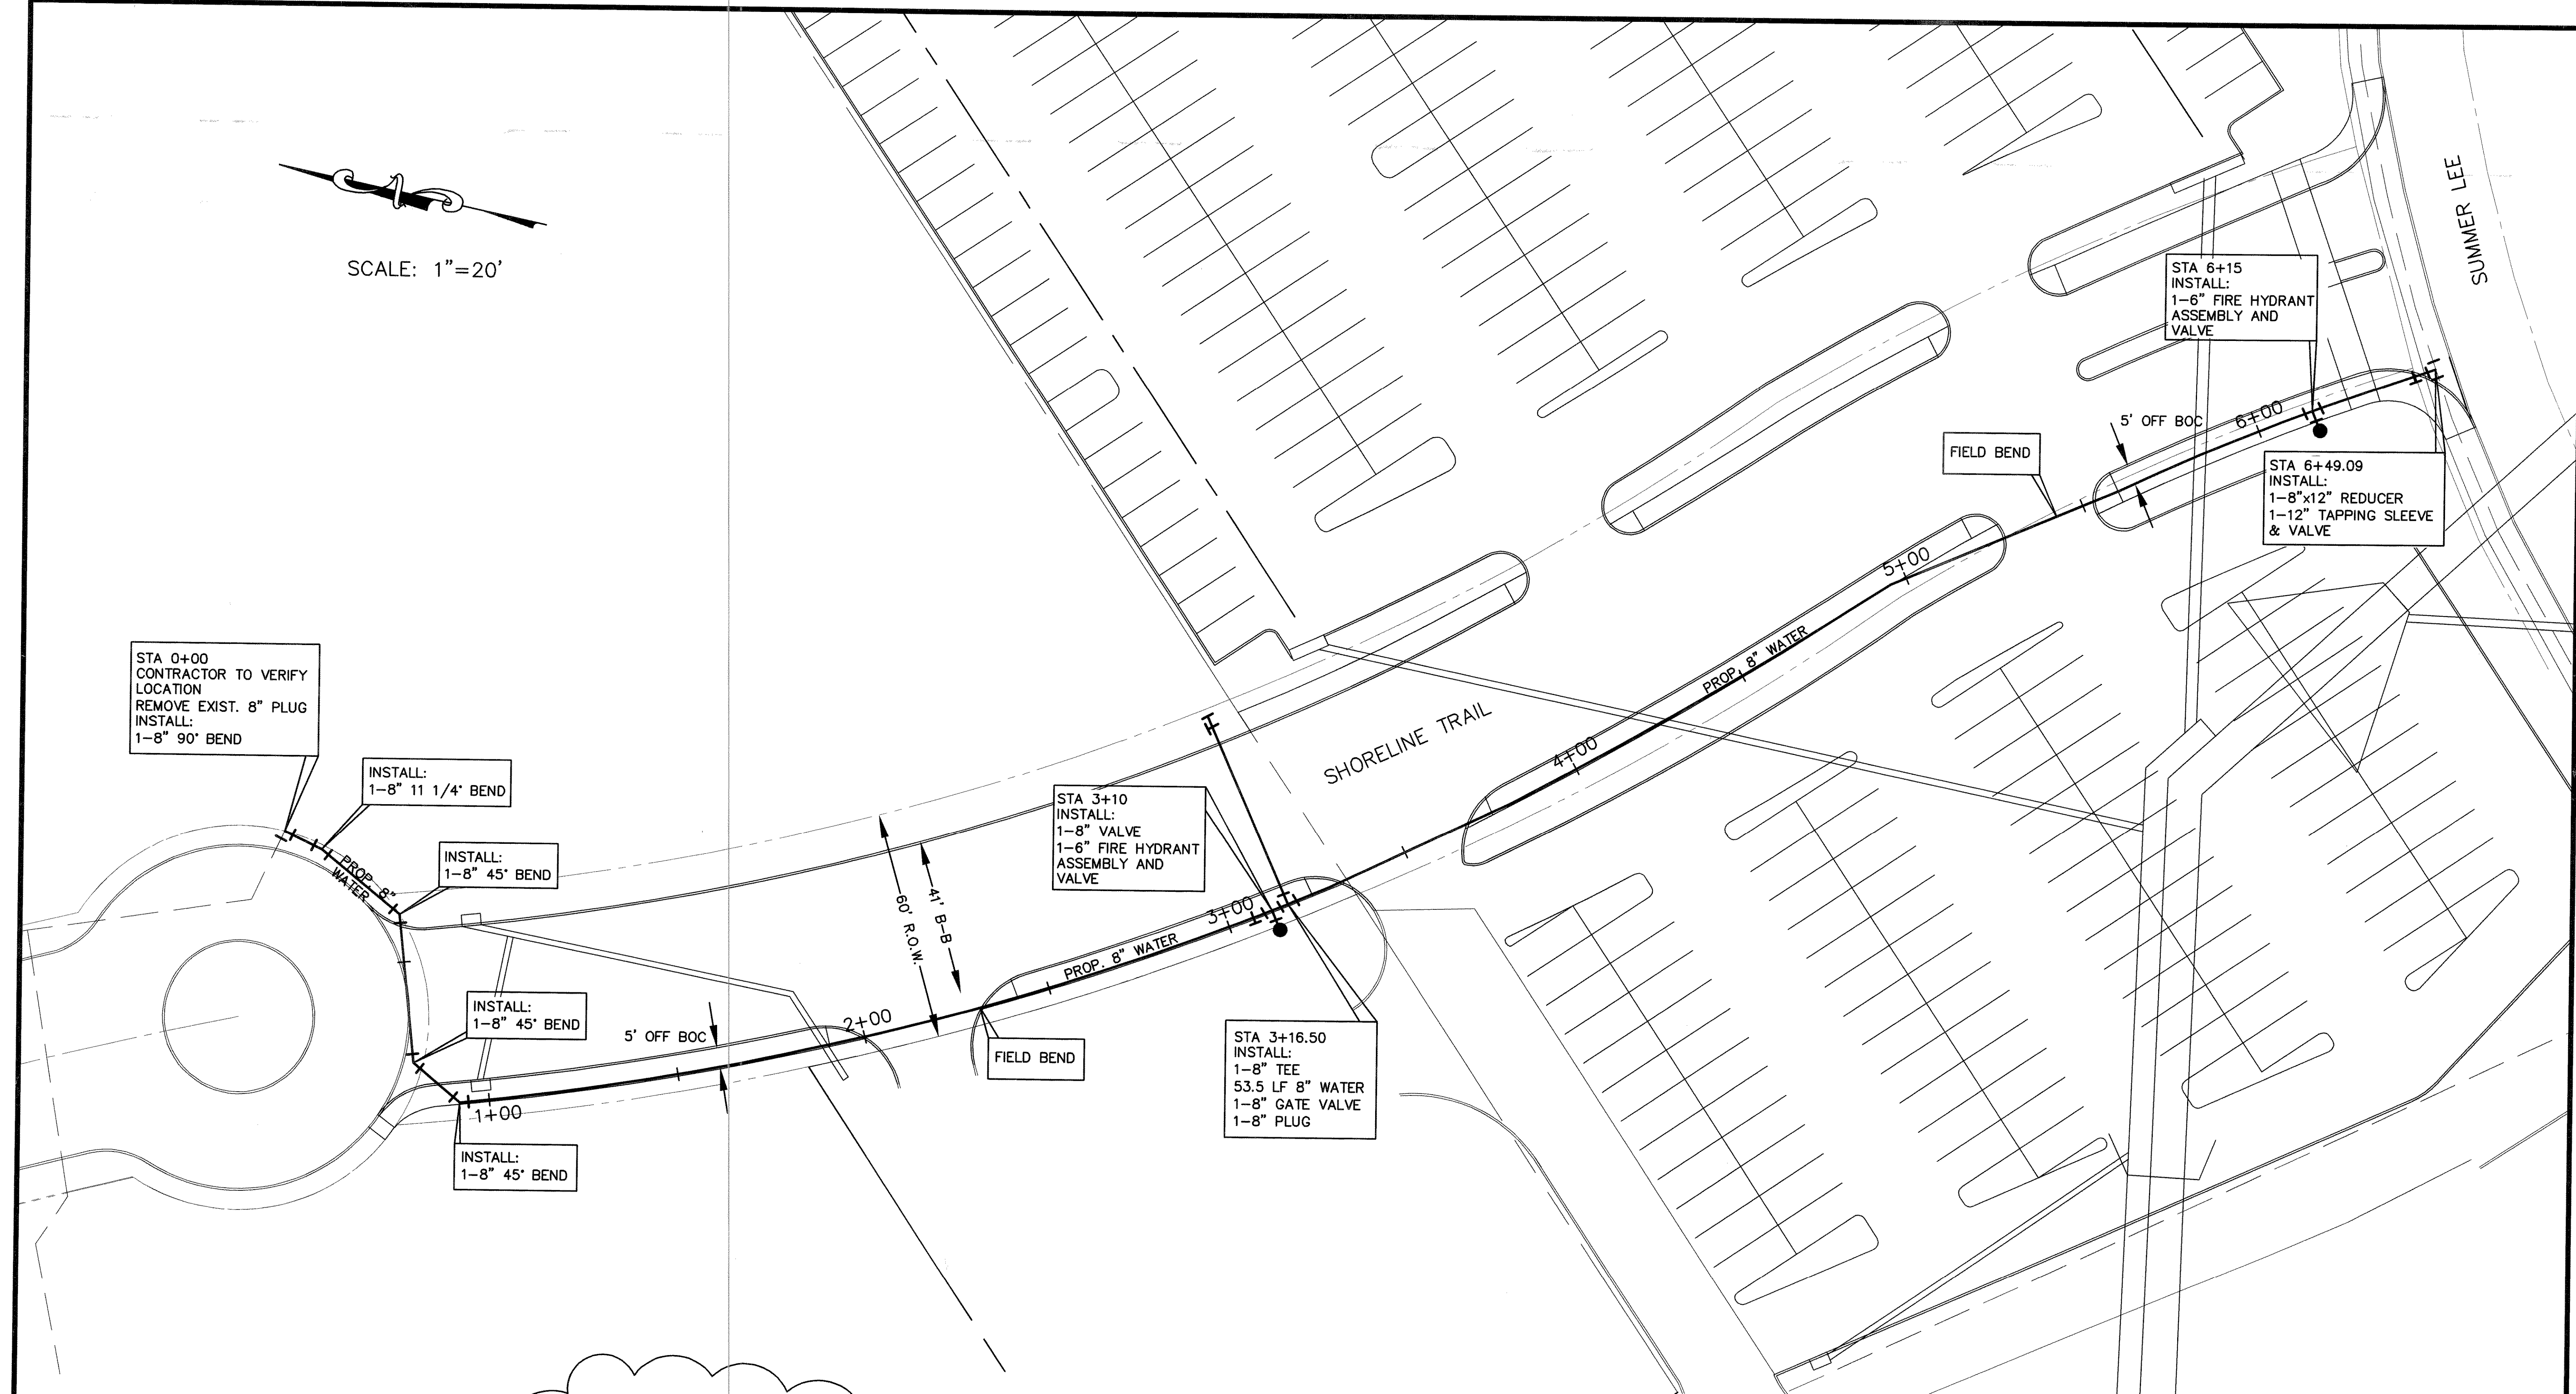 SCALE: 1"=20'
SUMMER LEE
STA 6+15
INSTALL:
1-6" FIRE HYDRANT
ASSEMBLY AND
VALVE
5' OFF BOC
6+00
FIELD BEND
STA 6+49.09
INSTALL:
1-8"x12" REDUCER
1-12" TAPPING SLEEVE
& VALVE
5+00
PROP. 8" WATER
SHORELINE TRAIL
4+00
STA 0+00
CONTRACTOR TO VERIFY
LOCATION
REMOVE EXIST. 8" PLUG
INSTALL:
1-8" 90° BEND
INSTALL:
1-8" 11 1/4° BEND
PROP. 8"
WATER
INSTALL:
1-8" 45° BEND
STA 3+10
INSTALL:
1-8" VALVE
1-6" FIRE HYDRANT
ASSEMBLY AND
VALVE
60' R.O.W.
41' B-B
3+00
PROP. 8" WATER
INSTALL:
1-8" 45° BEND
5' OFF BOC
2+00
FIELD BEND
STA 3+16.50
INSTALL:
1-8" TEE
53.5 LF 8" WATER
1-8" GATE VALVE
1-8" PLUG
1+00
INSTALL:
1-8" 45° BEND